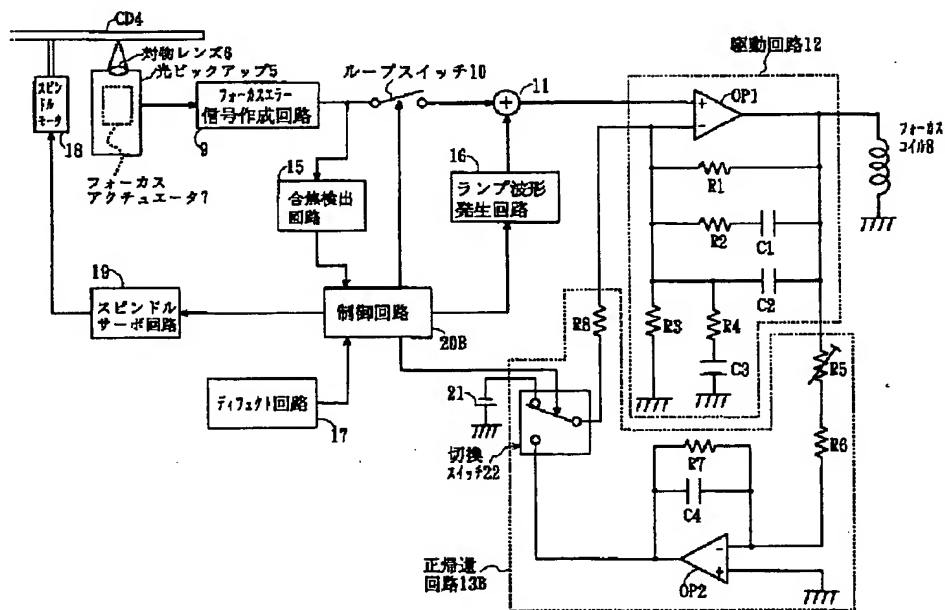 CD4
対物レンズ6
光ピックアップ5
スピン
ドル
モータ
18
フォーカスエラー
信号作成回路
9
ループスイッチ10
11
駆動回路12
OP1
フォーカス
コイル8
フォーカス
アクチュエータ7
15
合焦検出
回路
16
ランプ波形
発生回路
R1
R2
C1
C2
19
スピンドル
サーボ回路
制御回路
20B
R8
R3
R4
C3
R5
ディフェクト回路
17
21
切換
スイッチ22
R7
C4
R6
正帰還
回路13B
OP2